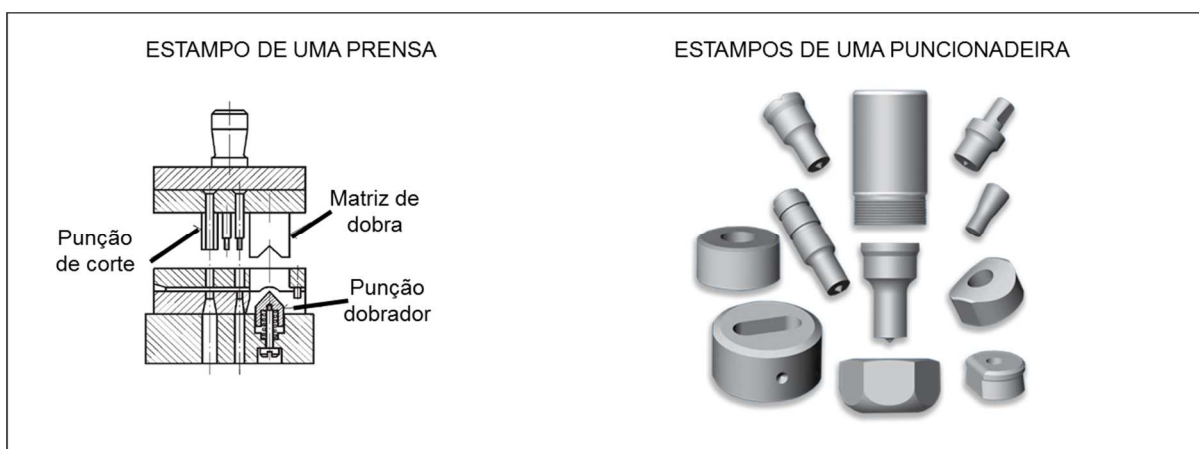 ESTAMPO DE UMA PRENSA
ESTAMPOS DE UMA PUNCIONADEIRA
Punção
de corte
Matriz de
dobra
Punção
dobrador